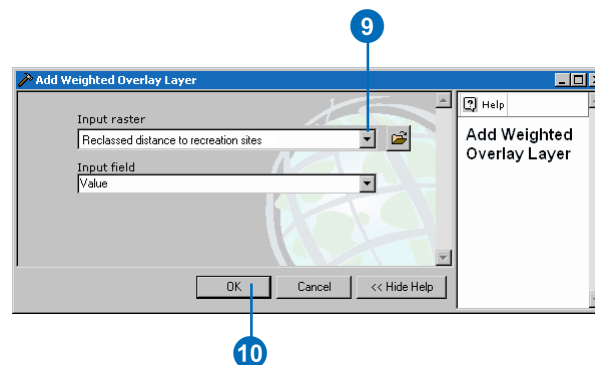 9
Add Weighted Overlay Layer
Input raster
Reclassed distance to recreation sites
Input field
Value
OK
Cancel
<< Hide Help
Help
Add Weighted
Overlay Layer
10